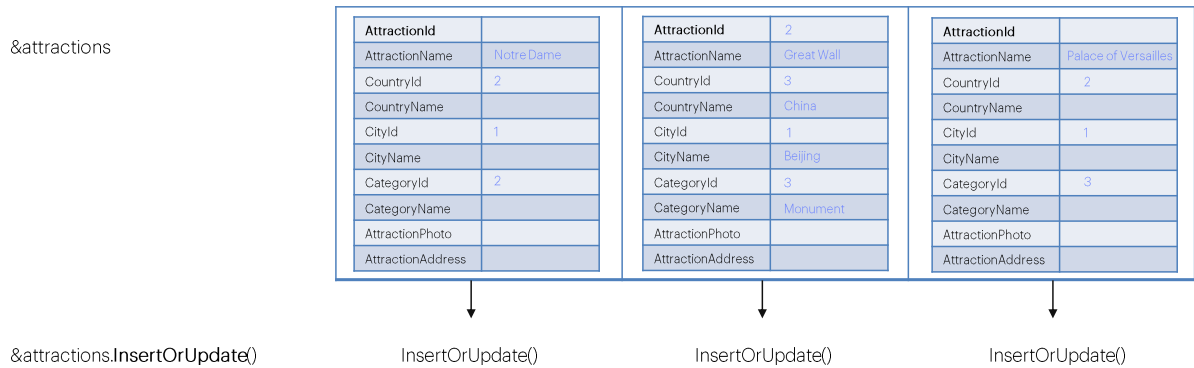 &attractions
AttractionId
AttractionName Notre Dame
CountryId 2
CountryName
CityId 1
CityName
CategoryId 2
CategoryName
AttractionPhoto
AttractionAddress
AttractionId 2
AttractionName Great Wall
CountryId 3
CountryName China
CityId 1
CityName Beijing
CategoryId 3
CategoryName Monument
AttractionPhoto
AttractionAddress
AttractionId
AttractionName Palace of Versailles
CountryId 2
CountryName
CityId 1
CityName
CategoryId 3
CategoryName
AttractionPhoto
AttractionAddress
&attractions.InsertOrUpdate() InsertOrUpdate() InsertOrUpdate() InsertOrUpdate()